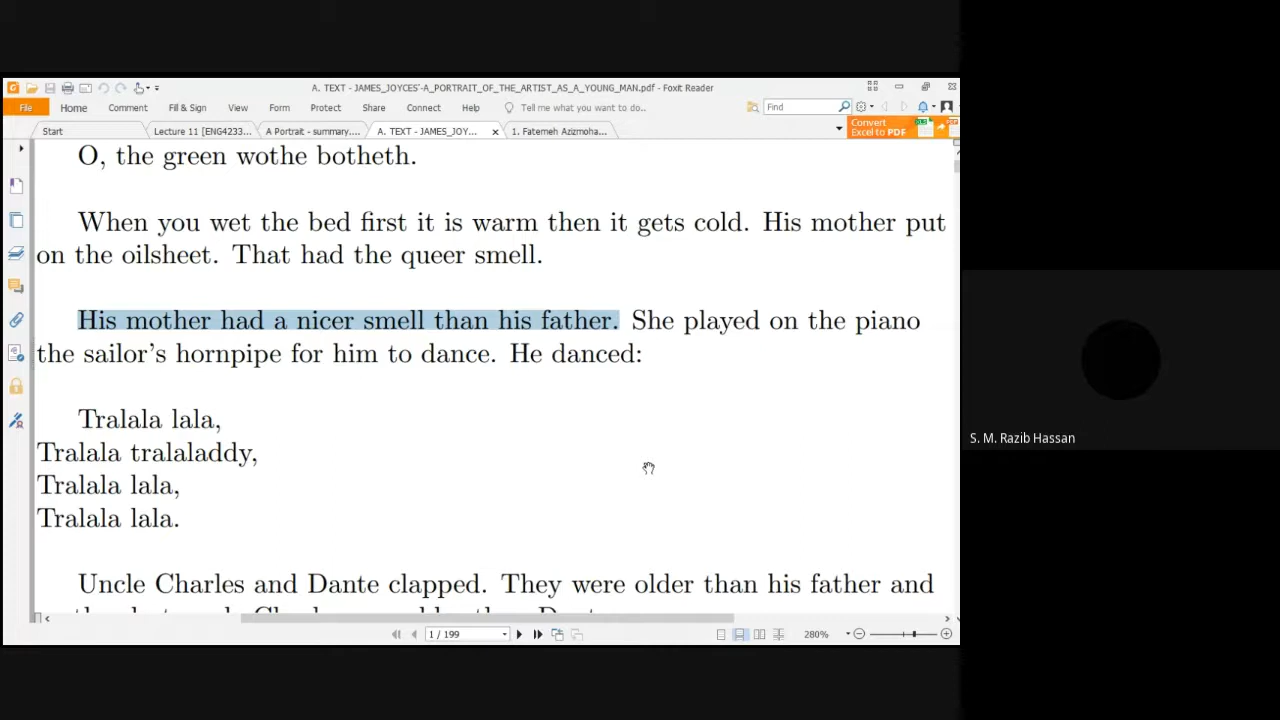 A. TEXT - JAMES_JOYCES'-A_PORTRAIT_OF_THE_ARTIST_AS_A_YOUNG_MAN.pdf - Foxit Reader
File Home Comment Fill & Sign View Form Protect Share Connect Help Tell me what you want to do.. Find
Convert
Excel to PDF
Start Lecture 11 [ENG4233... A Portrait - summary.... A. TEXT - JAMES_JOY... 1. Fatemeh Azizmoha...
O, the green wothe botheth.
When you wet the bed first it is warm then it gets cold. His mother put
on the oilsheet. That had the queer smell.
His mother had a nicer smell than his father. She played on the piano
the sailor's hornpipe for him to dance. He danced:
Tralala lala,
Tralala tralaladdy,
Tralala lala,
Tralala lala.
Uncle Charles and Dante clapped. They were older than his father and
1 / 199 280%
S. M. Razib Hassan